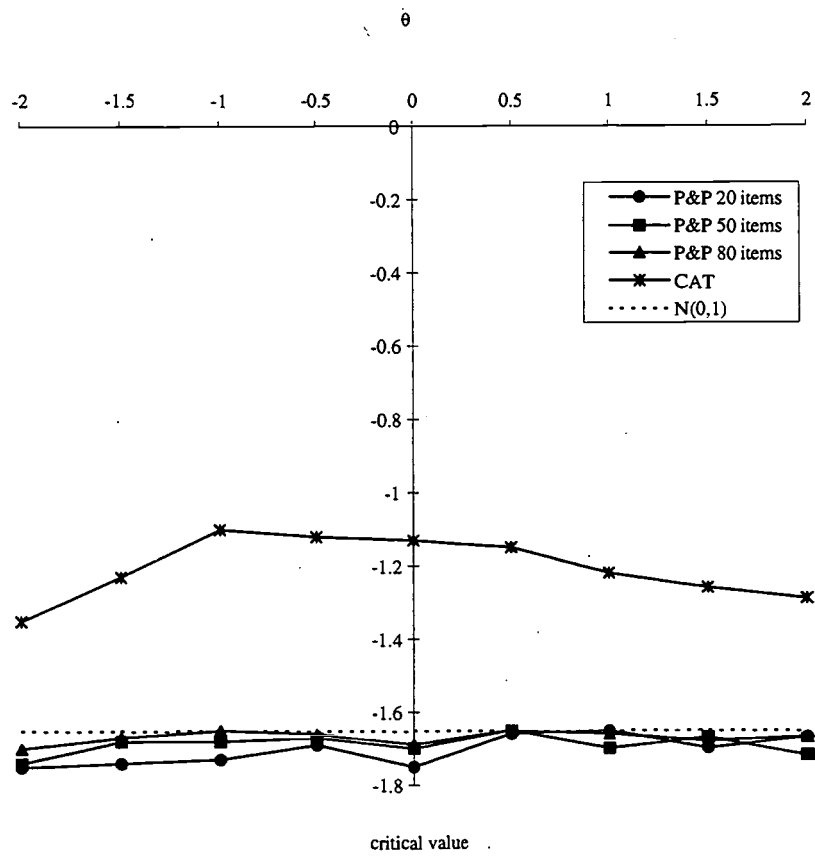 θ
-2 -1.5 -1 -0.5 0 0.5 1 1.5 2
0
-0.2
-0.4
-0.6
-0.8
-1
-1.2
-1.4
-1.6
-1.8
P&P 20 items
P&P 50 items
P&P 80 items
CAT
N(0,1)
critical value